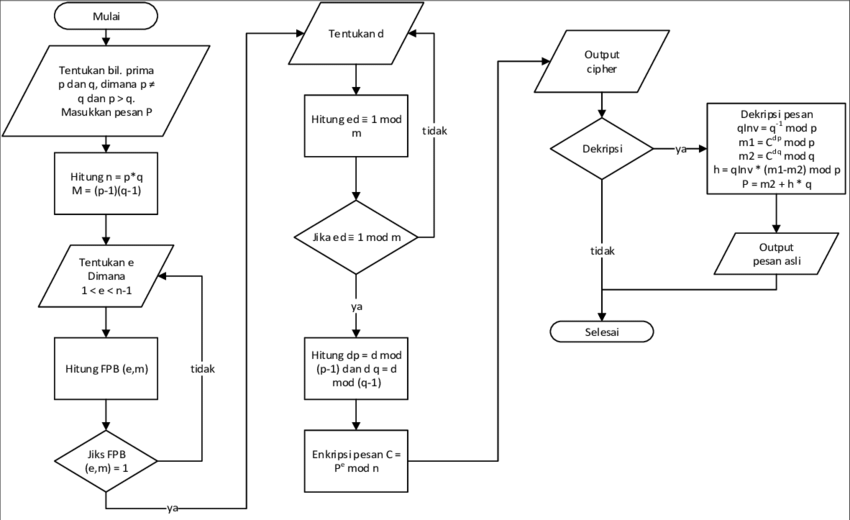 Mulai
Tentukan bil. prima
p dan q, dimana p ≠
q dan p > q.
Masukkan pesan P
Hitung n = p*q
M = (p-1)(q-1)
Tentukan e
Dimana
1 < e < n-1
Hitung FPB (e,m)
tidak
Jiks FPB
(e,m) = 1
ya
Tentukan d
Hitung ed ≡ 1 mod
m
tidak
Jika ed ≡ 1 mod m
ya
Hitung dp = d mod
(p-1) dan d q = d
mod (q-1)
Enkripsi pesan C =
Pᵉ mod n
Output
cipher
Dekripsi
ya
tidak
Dekripsi pesan
qInv = q⁻¹ mod p
m1 = Cᵈᵖ mod p
m2 = C^dq mod q
h = qInv * (m1-m2) mod p
P = m2 + h * q
Output
pesan asli
Selesai